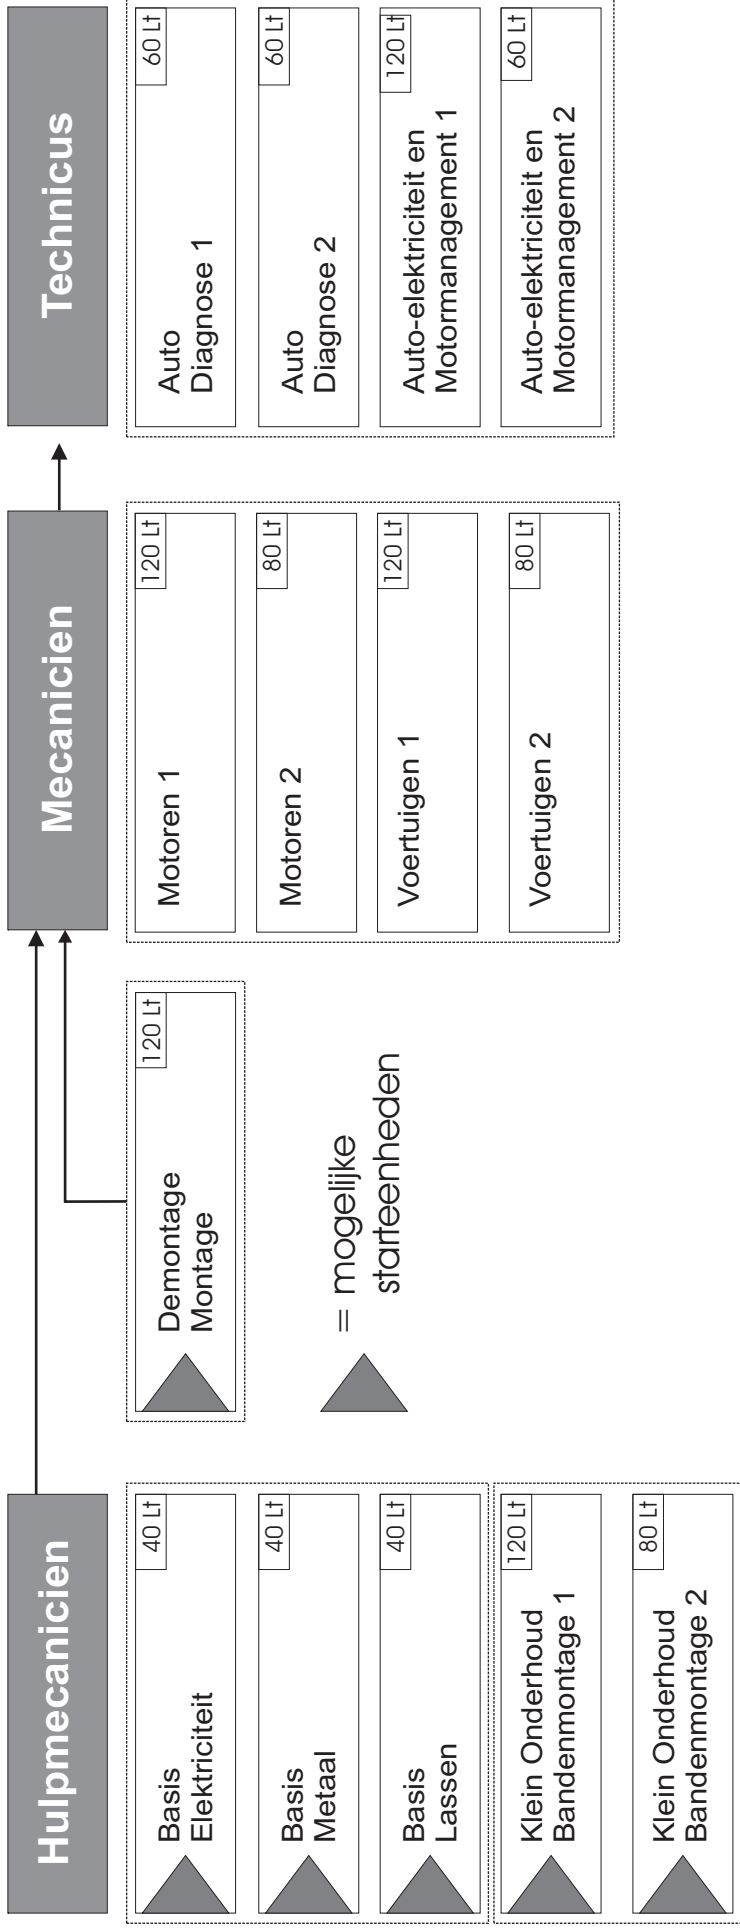 Hulpmecanicien
Basis
Elektriciteit
40 Lt
Basis
Metaal
40 Lt
Basis
Lassen
40 Lt
Klein Onderhoud
Bandenmontage 1
120 Lt
Klein Onderhoud
Bandenmontage 2
80 Lt
Demontage
Montage
120 Lt
= mogelijke
starteenheden
Mecanicien
Motoren 1
120 Lt
Motoren 2
80 Lt
Voertuigen 1
120 Lt
Voertuigen 2
80 Lt
Technicus
Auto
Diagnose 1
60 Lt
Auto
Diagnose 2
60 Lt
Auto-elektriciteit en
Motormanagement 1
120 Lt
Auto-elektriciteit en
Motormanagement 2
60 Lt